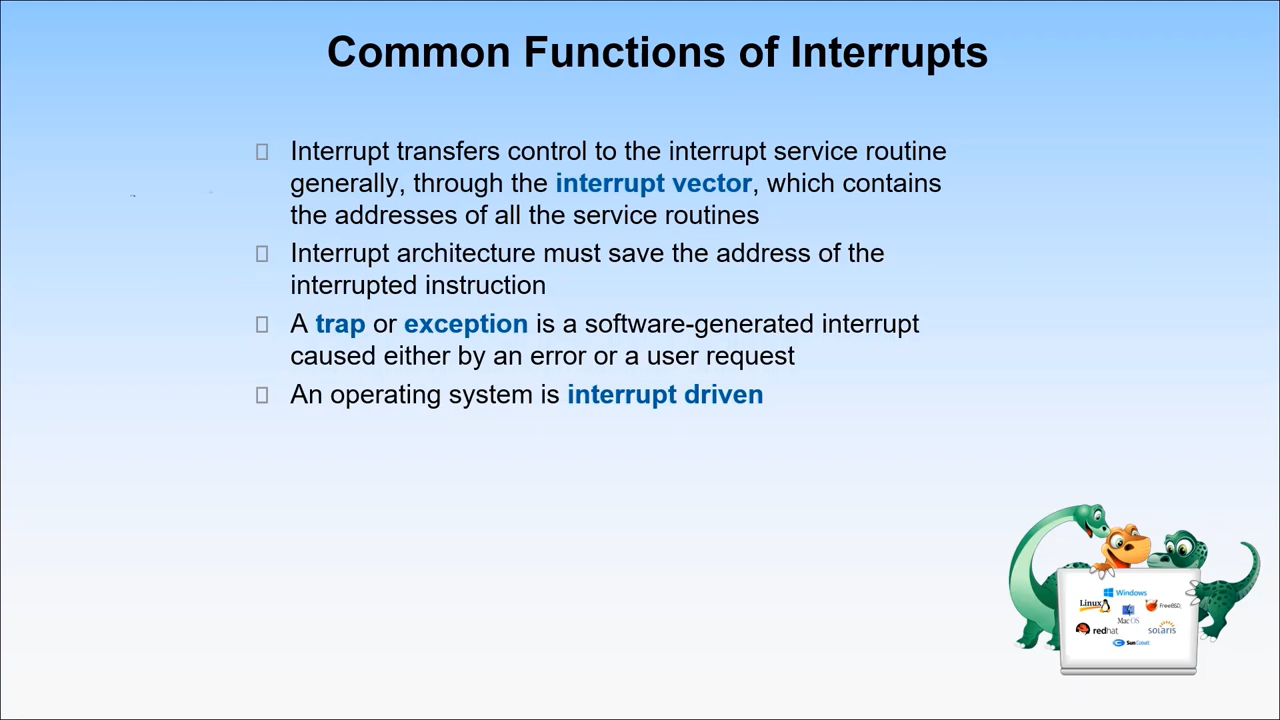 Common Functions of Interrupts
Interrupt transfers control to the interrupt service routine
generally, through the interrupt vector, which contains
the addresses of all the service routines
Interrupt architecture must save the address of the
interrupted instruction
A trap or exception is a software-generated interrupt
caused either by an error or a user request
An operating system is interrupt driven
Windows
Linux
FreeBSD
Mac OS
redhat
solaris
Sun Cobalt